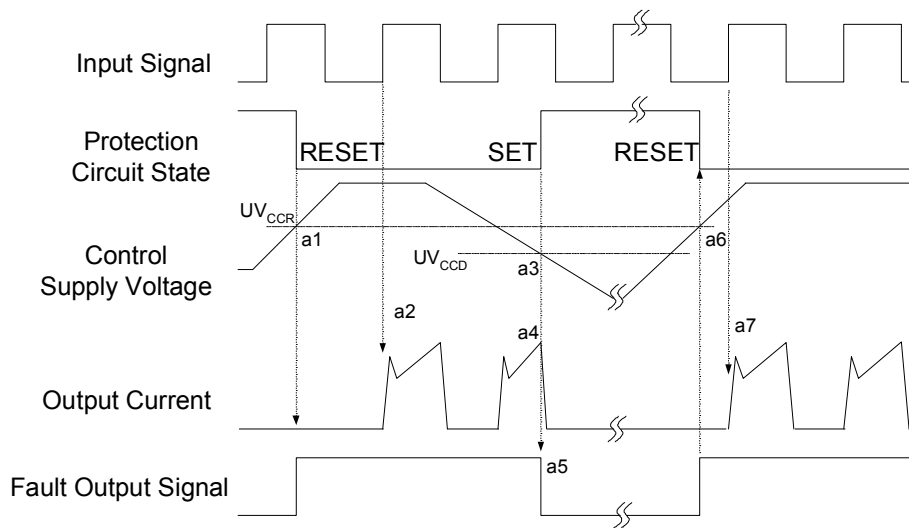 Input Signal
Protection
Circuit State
RESET
SET
RESET
UVCCR
a1
a6
UVCCD
a3
Control
Supply Voltage
a2
a4
a7
Output Current
a5
Fault Output Signal